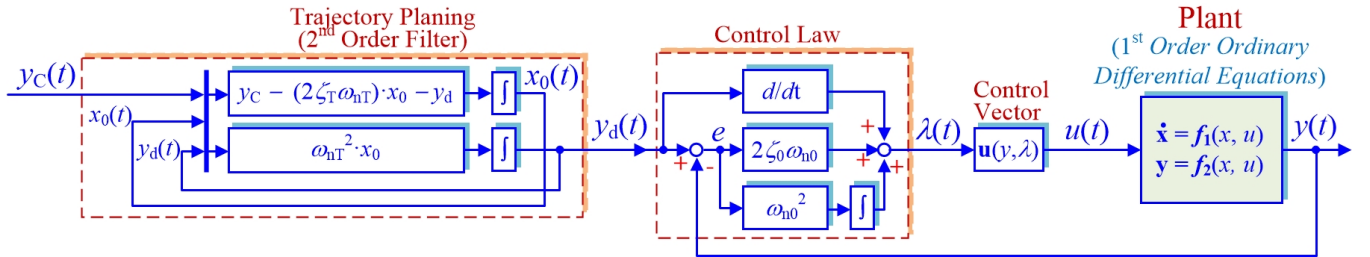 Trajectory Planing
(2nd Order Filter)
yC(t)
x0(t)
yd(t)
yC − (2ζTωnT)·x0 −yd
∫
ωnT2·x0
∫
x0(t)
yd(t)
Control Law
d/dt
e
+
-
2ζ0ωn0
ωn02
∫
+
+
+
λ(t)
Control
Vector
u(y,λ)
u(t)
Plant
(1st Order Ordinary
Differential Equations)
ẋ = f1(x, u)
y = f2(x, u)
y(t)